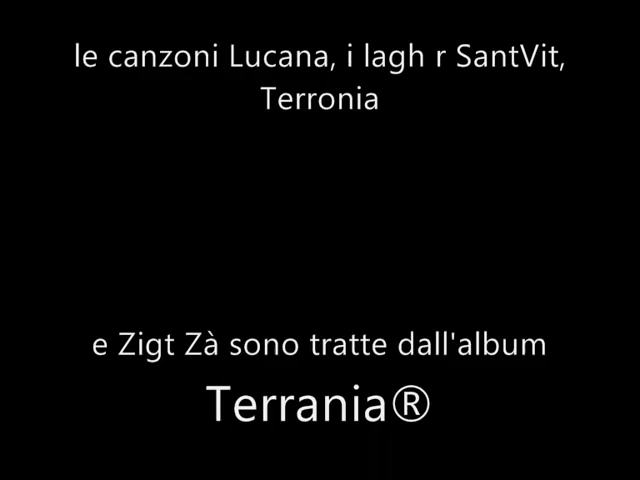 le canzoni Lucana, i lagh r SantVit,
Terronia
e Zigt Zà sono tratte dall'album
Terrania®